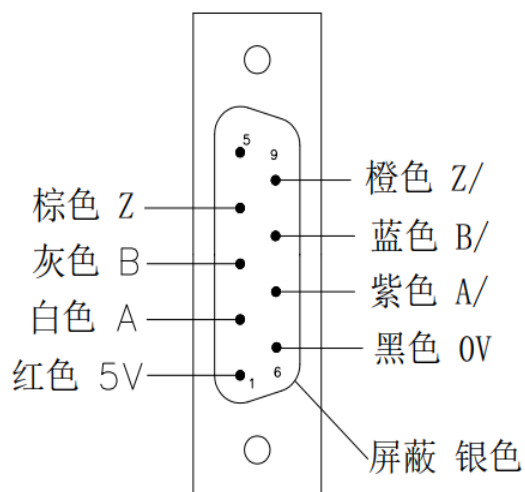 5
9
橙色 Z/
棕色 Z
蓝色 B/
灰色 B
紫色 A/
白色 A
黑色 0V
红色 5V
1
6
屏蔽 银色